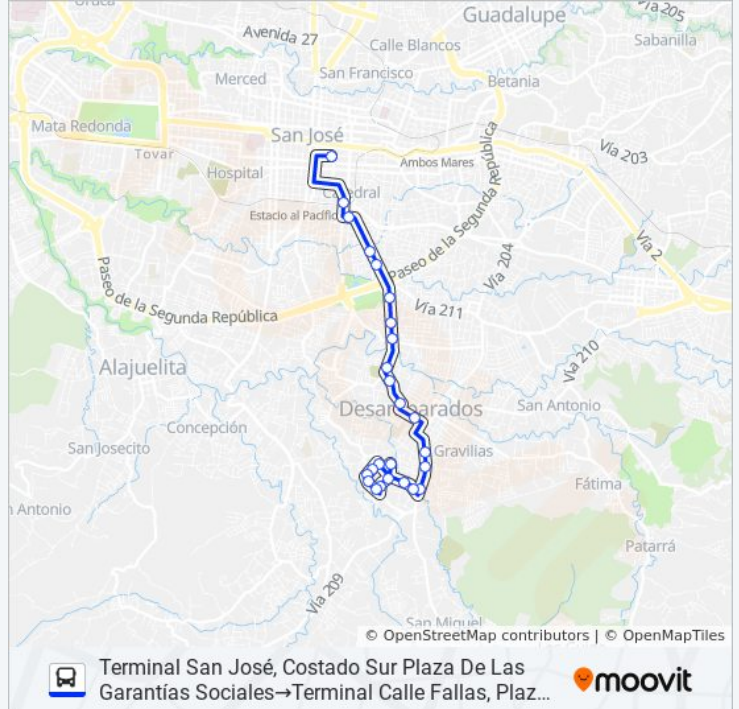 Uruca
Guadalupe
Vía 205
Avenida 27
Calle Blancos
Sabanilla
San Francisco
Merced
Betania
Mata Redonda
San José
Tovar
Ambos Mares
Vía 203
Hospital
Catedral
Estacio al Pacífic
Paseo de la Segunda República
Vía 2
Vía 204
Paseo de la Segunda República
Vía 211
Alajuelita
Vía 210
Desamparados
San Antonio
Concepción
San Josecito
Gravilias
Fátima
n Antonio
Patarrá
Vía 209
San Miguel
© OpenStreetMap contributors | © OpenMapTiles
Terminal San José, Costado Sur Plaza De Las
Garantías Sociales→Terminal Calle Fallas, Plaz...
moovit